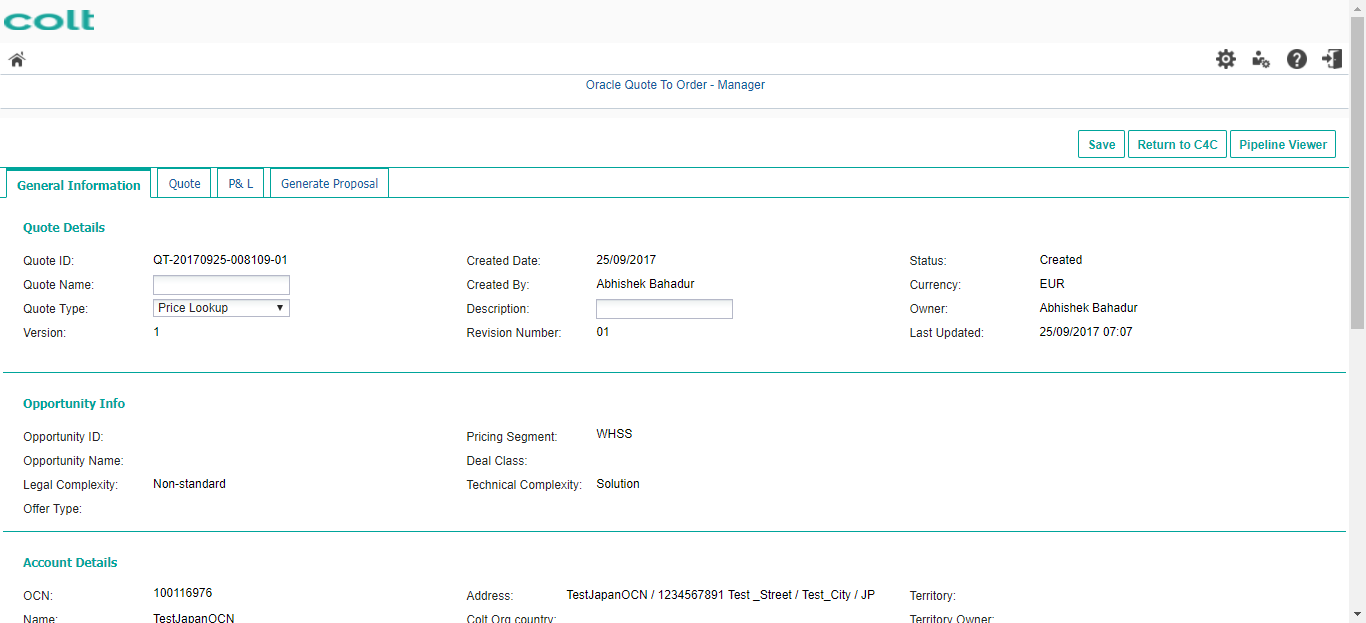 colt
Oracle Quote To Order - Manager
Save Return to C4C Pipeline Viewer
General Information Quote P& L Generate Proposal
Quote Details
Quote ID: QT-20170925-008109-01 Created Date: 25/09/2017 Status: Created
Quote Name: Created By: Abhishek Bahadur Currency: EUR
Quote Type: Price Lookup Description: Owner: Abhishek Bahadur
Version: 1 Revision Number: 01 Last Updated: 25/09/2017 07:07
Opportunity Info
Opportunity ID: Pricing Segment: WHSS
Opportunity Name: Deal Class:
Legal Complexity: Non-standard Technical Complexity: Solution
Offer Type:
Account Details
OCN: 100116976 Address: TestJapanOCN / 1234567891 Test _Street / Test_City / JP Territory:
Name: TestJapanOCN Colt Org country: Territory Owner: